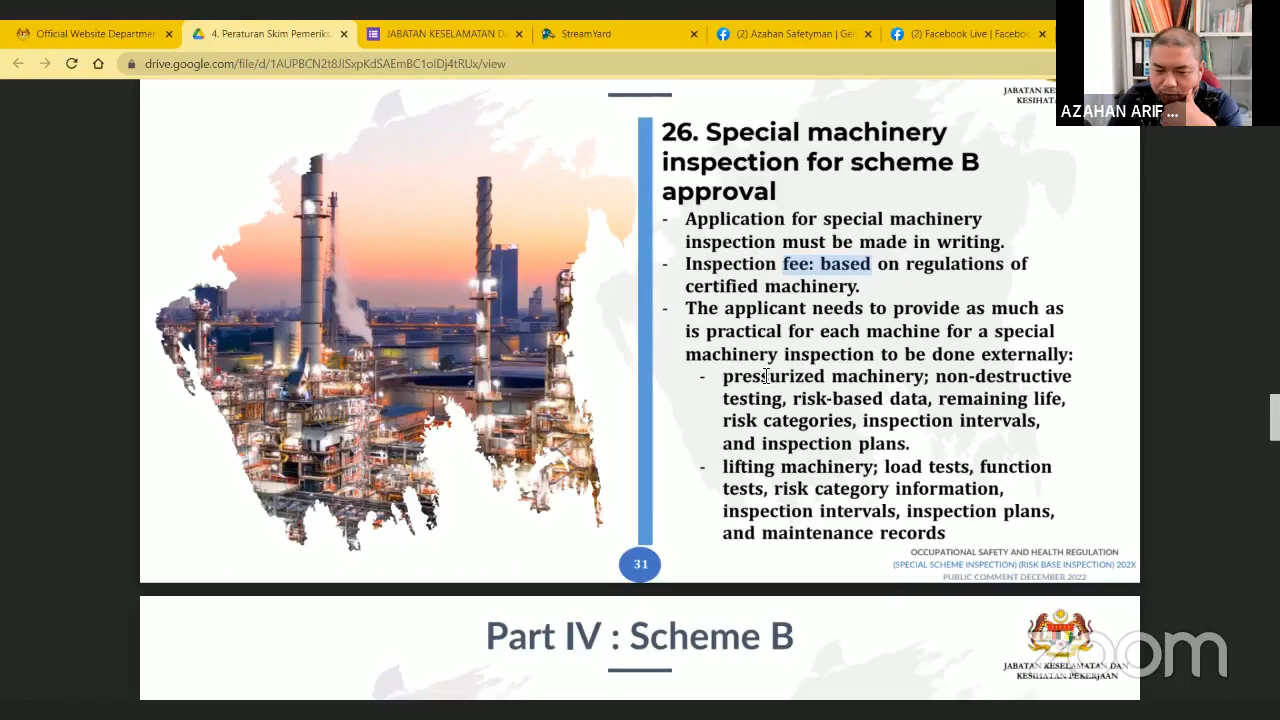 Official Website Departmen
4. Peraturan Skim Pemeriks
JABATAN KESELAMATAN D
StreamYard
(2) Azahan Safetyman | Gel
(2) Facebook Live | Faceboo
drive.google.com/file/d/1AUPBCN2t8JlSxpKdSAEmBC1oIDj4tRUx/view
AZAHAN ARIF ...
JABATAN KES
KESIHAT
26. Special machinery
inspection for scheme B
approval
- Application for special machinery
inspection must be made in writing.
- Inspection fee: based on regulations of
certified machinery.
- The applicant needs to provide as much as
is practical for each machine for a special
machinery inspection to be done externally:
- pressurized machinery; non-destructive
testing, risk-based data, remaining life,
risk categories, inspection intervals,
and inspection plans.
- lifting machinery; load tests, function
tests, risk category information,
inspection intervals, inspection plans,
and maintenance records
31
OCCUPATIONAL SAFETY AND HEALTH REGULATION
(SPECIAL SCHEME INSPECTION) (RISK BASE INSPECTION) 202X
PUBLIC COMMENT DECEMBER 2022
Part IV : Scheme B
JABATAN KESELAMATAN DAN
KESIHATAN PEKERJAAN
zoom